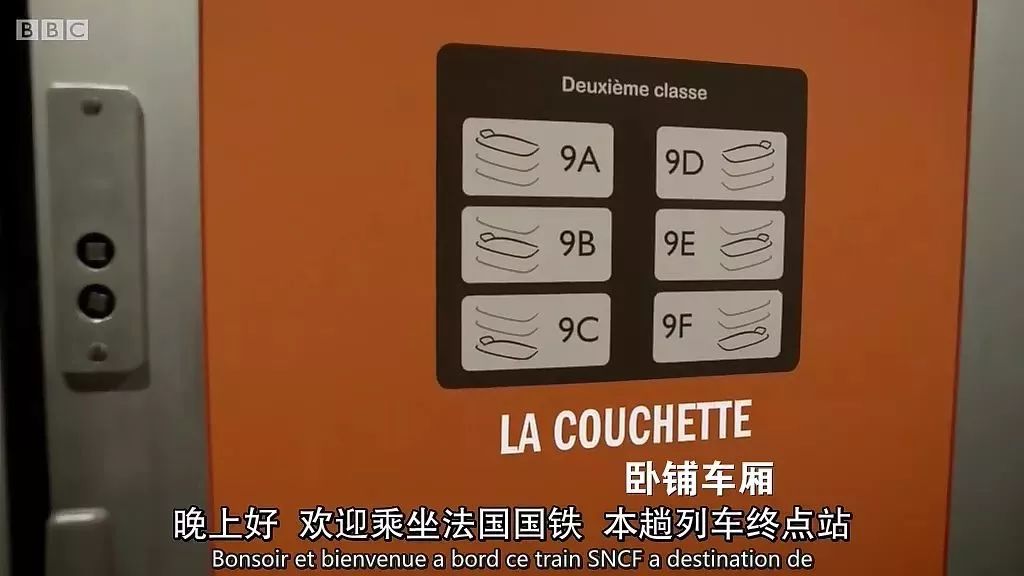 BBC
Deuxième classe
9A 9D
9B 9E
9C 9F
LA COUCHETTE
卧铺车厢
晚上好 欢迎乘坐法国国铁 本趟列车终点站
Bonsoir et bienvenue a bord ce train SNCF a destination de